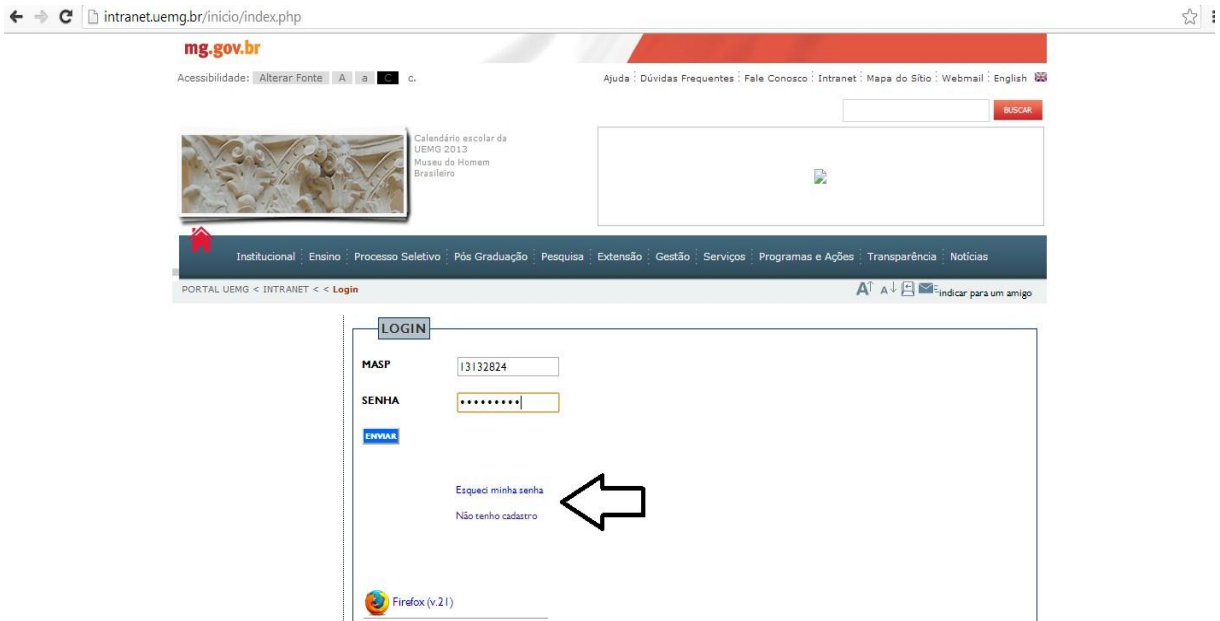 intranet.uemg.br/inicio/index.php
mg.gov.br
Acessibilidade: Alterar Fonte A a C c.
Ajuda Dúvidas Frequentes Fale Conosco Intranet Mapa do Sítio Webmail English
BUSCAR
Calendário escolar da
UEMG 2013
Museu do Homem
Brasileiro
Institucional Ensino Processo Seletivo Pós Graduação Pesquisa Extensão Gestão Serviços Programas e Ações Transparência Notícias
PORTAL UEMG < INTRANET < < Login
A↑ A↓ indicar para um amigo
LOGIN
MASP 13132824
SENHA •••••••••
ENVIAR
Esqueci minha senha
Não tenho cadastro
Firefox (v.21)